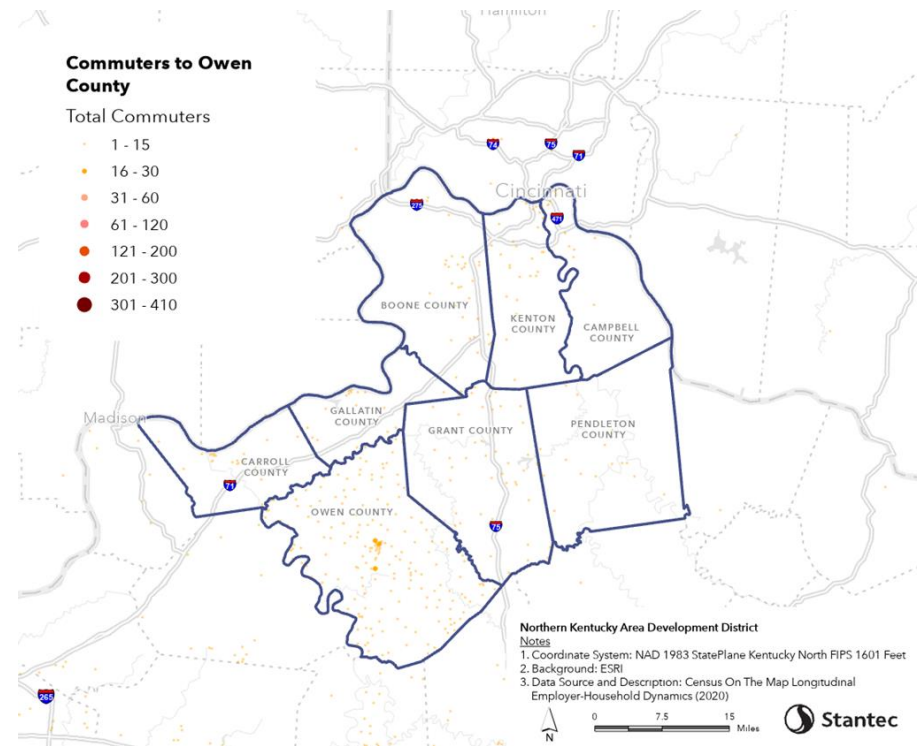 Hamilton
Commuters to Owen
County
Total Commuters
1 - 15
16 - 30
31 - 60
61 - 120
121 - 200
201 - 300
301 - 410
74
75
71
Cincinnati
275
471
BOONE COUNTY
KENTON
COUNTY
CAMPBELL
COUNTY
Madison
GALLATIN
COUNTY
GRANT COUNTY
PENDLETON
COUNTY
CARROLL
COUNTY
71
OWEN COUNTY
75
265
Northern Kentucky Area Development District
Notes
1. Coordinate System: NAD 1983 StatePlane Kentucky North FIPS 1601 Feet
2. Background: ESRI
3. Data Source and Description: Census On The Map Longitudinal
Employer-Household Dynamics (2020)
N
0 7.5 15
Miles
Stantec